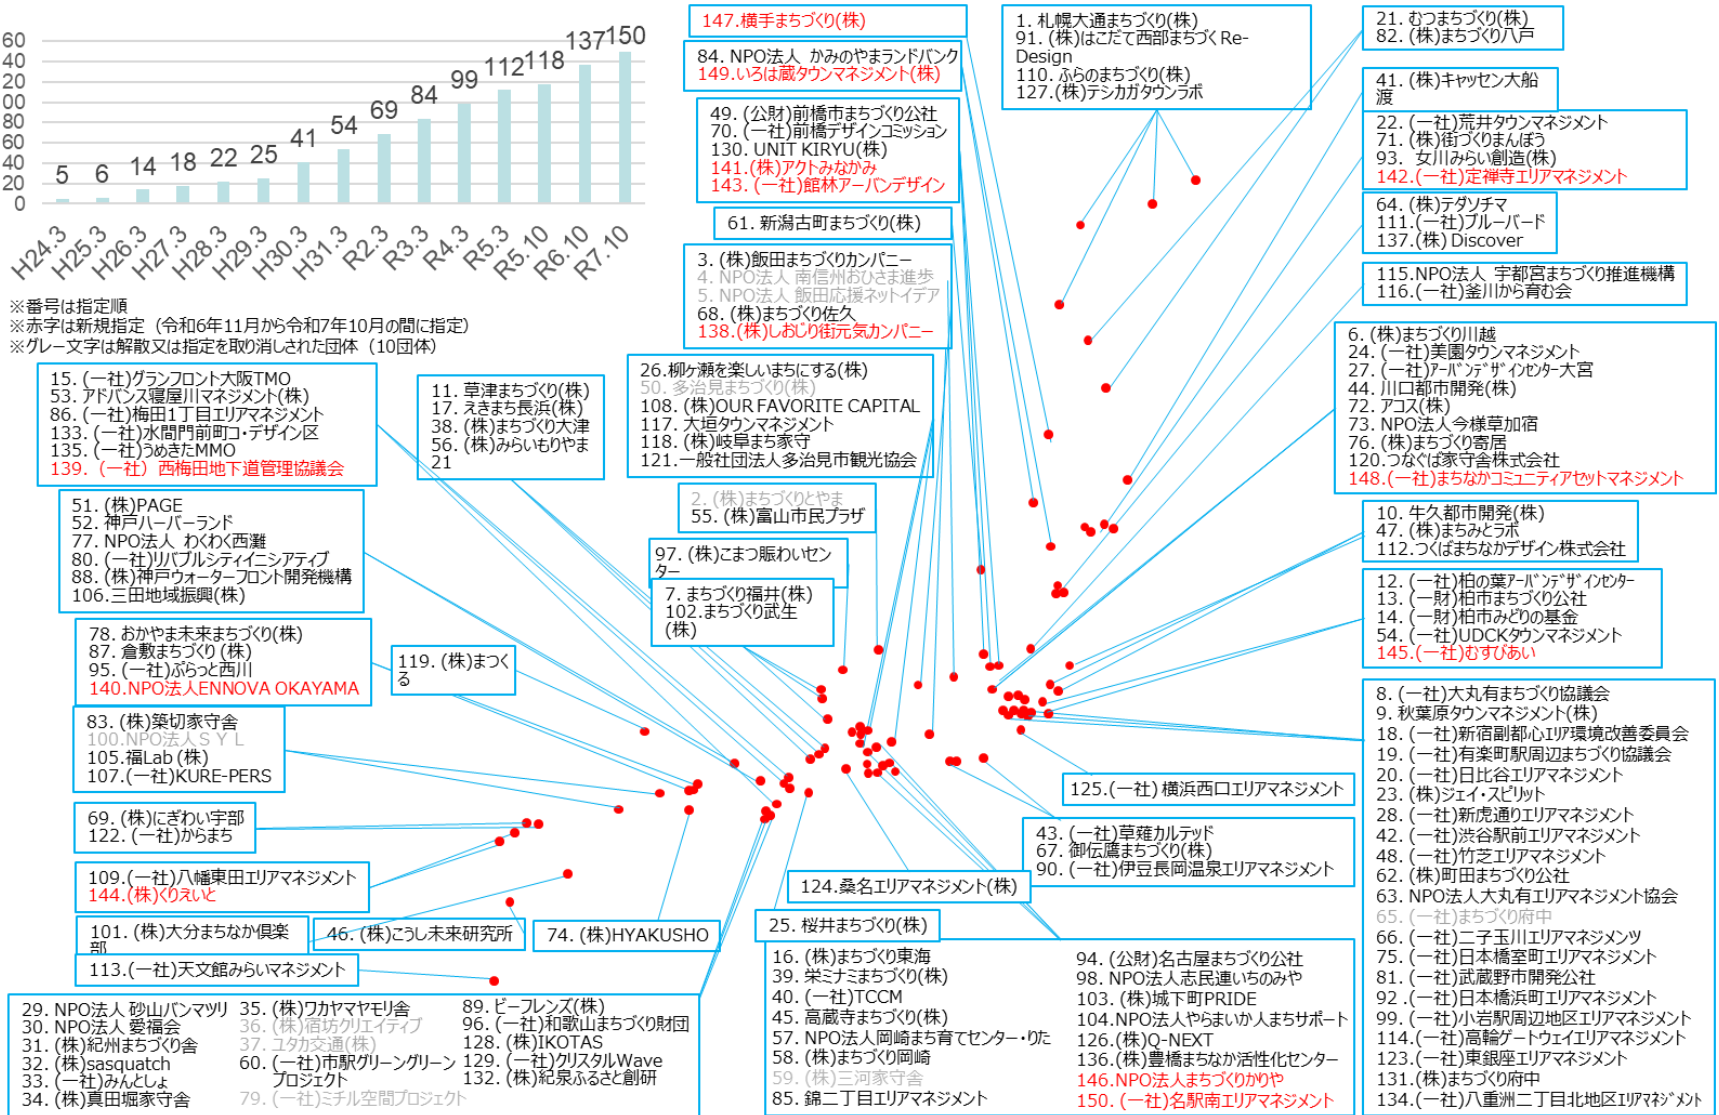 60
40
20
00
80
60
40
20
0
5
6
14
18
22
25
41
54
69
84
99
112
118
137
150
H24.3
H25.3
H26.3
H27.3
H28.3
H29.3
H30.3
H31.3
R2.3
R3.3
R4.3
R5.3
R5.10
R6.10
R7.10
※番号は指定順
※赤字は新規指定（令和6年11月から令和7年10月の間に指定）
※グレー文字は解散又は指定を取り消しされた団体（10団体）
147.横手まちづくり(株)
84. NPO法人 かみのやまランドバンク
149.いろは蔵タウンマネジメント(株)
49. (公財)前橋市まちづくり公社
70. (一社)前橋デザインコミッション
130. UNIT KIRYU(株)
141.(株)アクトみなかみ
143. (一社)館林アーバンデザイン
61. 新潟古町まちづくり(株)
3. (株)飯田まちづくりカンパニー
4. NPO法人 南信州おひさま進歩
5. NPO法人 飯田応援ネットイデア
68. (株)まちづくり佐久
138.(株)しおじり街元気カンパニー
26.柳ヶ瀬を楽しいまちにする(株)
50. 多治見まちづくり(株)
108. (株)OUR FAVORITE CAPITAL
117. 大垣タウンマネジメント
118. (株)岐阜まち家守
121.一般社団法人多治見市観光協会
2. (株)まちづくりとやま
55. (株)富山市民プラザ
97. (株)こまつ賑わいセン
ター
7. まちづくり福井(株)
102.まちづくり武生
(株)
1. 札幌大通まちづくり(株)
91. (株)はこだて西部まちづくRe-
Design
110. ふらのまちづくり(株)
127.(株)テシカガタウンラボ
21. むつまちづくり(株)
82. (株)まちづくり八戸
41. (株)キャッセン大船
渡
22. (一社)荒井タウンマネジメント
71. (株)街づくりまんぼう
93. 女川みらい創造(株)
142.(一社)定禅寺エリアマネジメント
64. (株)テダソチマ
111.(一社)ブルーバード
137.(株) Discover
115.NPO法人 宇都宮まちづくり推進機構
116.(一社)釜川から育む会
6. (株)まちづくり川越
24. (一社)美園タウンマネジメント
27. (一社)アーバンデザインセンター大宮
44. 川口都市開発(株)
72. アコス(株)
73. NPO法人今様草加宿
76. (株)まちづくり寄居
120.つなぐば家守舎株式会社
148.(一社)まちなかコミュニティアセットマネジメント
10. 牛久都市開発(株)
47. (株)まちみとラボ
112.つくばまちなかデザイン株式会社
12. (一社)柏の葉アーバンデザインセンター
13. (一財)柏市まちづくり公社
14. (一財)柏市みどりの基金
54. (一社)UDCKタウンマネジメント
145.(一社)むすびあい
8. (一社)大丸有まちづくり協議会
9. 秋葉原タウンマネジメント(株)
18. (一社)新宿副都心エリア環境改善委員会
19. (一社)有楽町駅周辺まちづくり協議会
20. (一社)日比谷エリアマネジメント
23. (株)ジェイ・スピリット
28. (一社)新虎通りエリアマネジメント
42. (一社)渋谷駅前エリアマネジメント
48. (一社)竹芝エリアマネジメント
62. (株)町田まちづくり公社
63. NPO法人大丸有エリアマネジメント協会
65. (一社)まちづくり府中
66. (一社)二子玉川エリアマネジメンツ
75. (一社)日本橋室町エリアマネジメント
81. (一社)武蔵野市開発公社
92. (一社)日本橋浜町エリアマネジメント
99. (一社)小岩駅周辺地区エリアマネジメント
114.(一社)高輪ゲートウェイエリアマネジメント
123.(一社)東銀座エリアマネジメント
131.(株)まちづくり府中
134.(一社)八重洲二丁目北地区エリアマネジメント
15. (一社)グランフロント大阪TMO
53. アドバンス寝屋川マネジメント(株)
86. (一社)梅田1丁目エリアマネジメント
133. (一社)水間門前町コ・デザイン区
135. (一社)うめきたMMO
139. (一社) 西梅田地下道管理協議会
11. 草津まちづくり(株)
17. えきまち長浜(株)
38. (株)まちづくり大津
56. (株)みらいもりやま
21
51. (株)PAGE
52. 神戸ハーバーランド
77. NPO法人 わくわく西灘
80. (一社)リバブルシティイニシアティブ
88. (株)神戸ウォーターフロント開発機構
106.三田地域振興(株)
78. おかやま未来まちづくり(株)
87. 倉敷まちづくり (株)
95. (一社)ぶらっと西川
140.NPO法人ENNOVA OKAYAMA
119. (株)まつく
る
83. (株)築切家守舎
100.NPO法人ＳＹＬ
105.福Lab (株)
107.(一社)KURE-PERS
69. (株)にぎわい宇部
122. (一社)からまち
109.(一社)八幡東田エリアマネジメント
144.(株)くりえいと
101. (株)大分まちなか倶楽
部
46. (株)こうし未来研究所
74. (株)HYAKUSHO
113.(一社)天文館みらいマネジメント
125.(一社) 横浜西口エリアマネジメント
43. (一社)草薙カルテッド
67. 御伝鷹まちづくり(株)
90. (一社)伊豆長岡温泉エリアマネジメント
124.桑名エリアマネジメント(株)
25. 桜井まちづくり(株)
16. (株)まちづくり東海
39. 栄ミナミまちづくり(株)
40. (一社)TCCM
45. 高蔵寺まちづくり(株)
57. NPO法人岡崎まち育てセンター・りた
58. (株)まちづくり岡崎
59. (株)三河家守舎
85. 錦二丁目エリアマネジメント
94. (公財)名古屋まちづくり公社
98. NPO法人志民連いちのみや
103. (株)城下町PRIDE
104.NPO法人やらまいか人まちサポート
126.(株)Q-NEXT
136.(株)豊橋まちなか活性化センター
146.NPO法人まちづくりかりや
150. (一社)名駅南エリアマネジメント
29. NPO法人 砂山バンマツリ
30. NPO法人 愛福会
31. (株)紀州まちづくり舎
32. (株)sasquatch
33. (一社)みんとしょ
34. (株)真田堀家守舎
35. (株)ワカヤマヤモリ舎
36. (株)宿坊クリエイティブ
37. ユタカ交通(株)
60. (一社)市駅グリーングリーン
プロジェクト
79. (一社)ミチル空間プロジェクト
89. ビーフレンズ(株)
96. (一社)和歌山まちづくり財団
128. (株)IKOTAS
129. (一社)クリスタルWave
132. (株)紀泉ふるさと創研